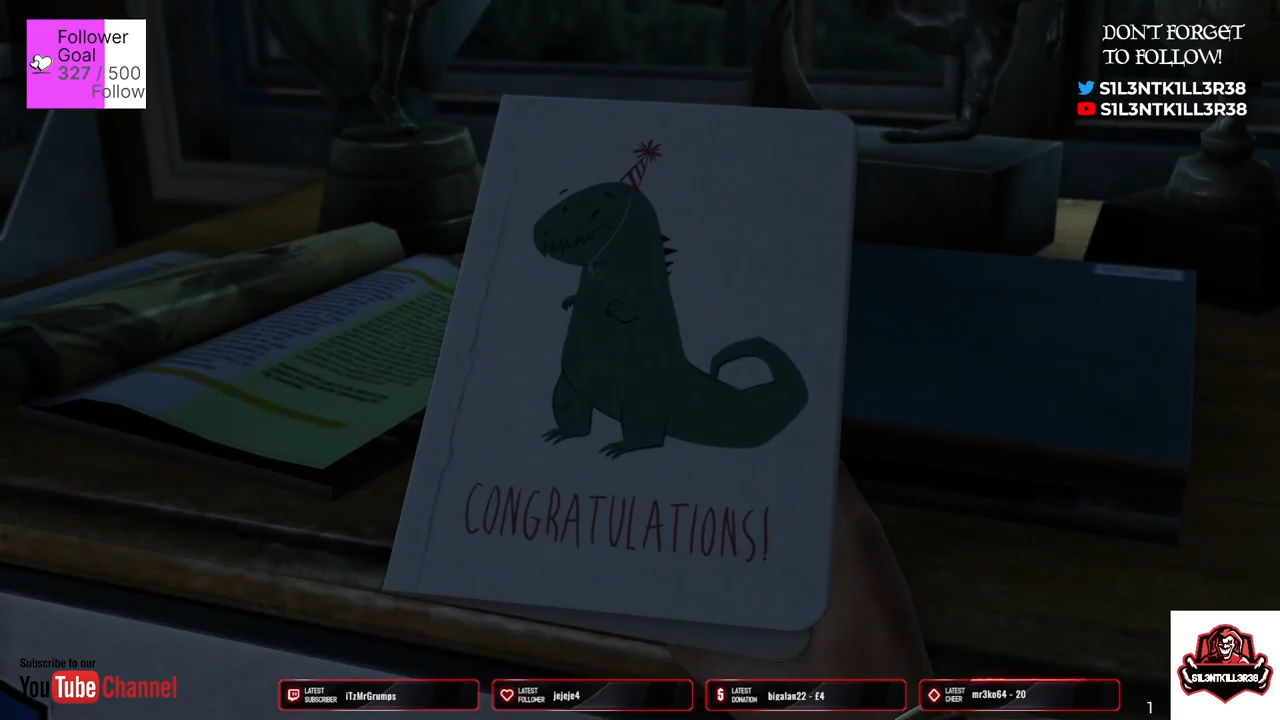 Follower
Goal
327 / 500
Follow
DON'T FORGET
TO FOLLOW!
S1L3NTK1LL3R38
S1L3NTK1LL3R38
CONGRATULATIONS!
Subscribe to our
YouTube Channel
LATEST
SUBSCRIBER
iTzMrGrumps
LATEST
FOLLOWER
jejeje4
LATEST
DONATION
bigalan22 - £4
LATEST
CHEER
mr3ko64 - 20
1
S1L3NTK1LL3R38